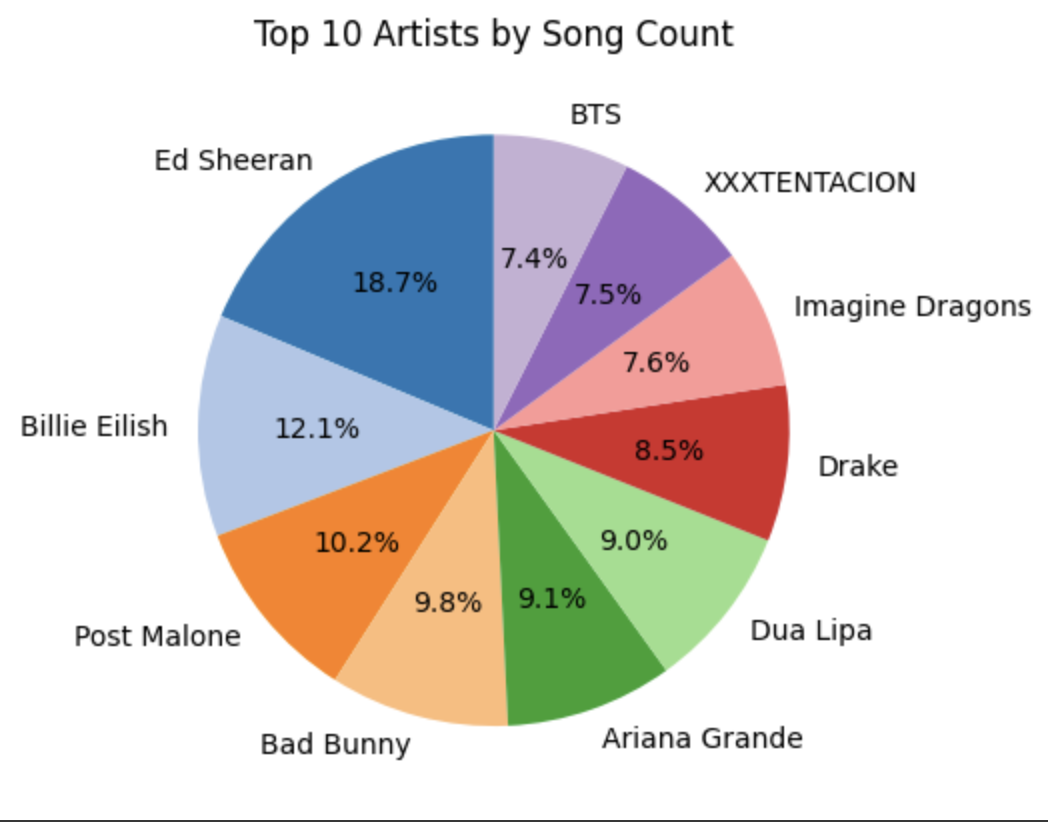 Top 10 Artists by Song Count
BTS
Ed Sheeran
XXXTENTACION
7.4%
18.7%
7.5%
Imagine Dragons
7.6%
Billie Eilish
12.1%
8.5%
Drake
10.2%
9.0%
9.8%
9.1%
Post Malone
Dua Lipa
Bad Bunny
Ariana Grande